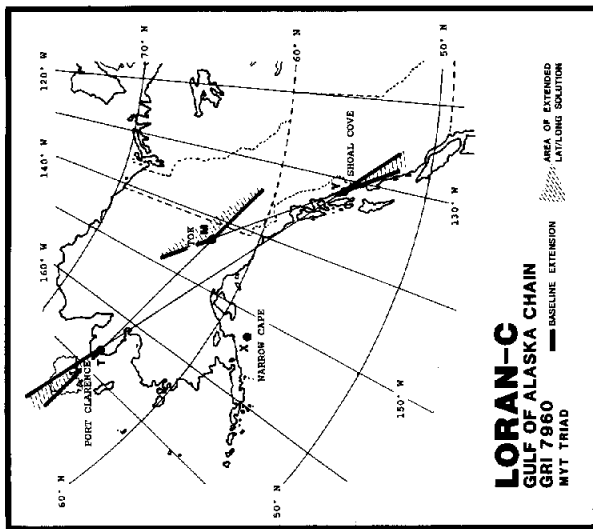 120° W
70° N
60° N
50° N
140° W
160° W
TOK
M
Y
SHOAL COVE
T
PORT CLARENCE
X
NARROW CAPE
130° W
150° W
50° N
60° N
LORAN-C
GULF OF ALASKA CHAIN
GRI 7960
MYT TRIAD
BASELINE EXTENSION
AREA OF EXTENDED
LAT/LONG SOLUTION